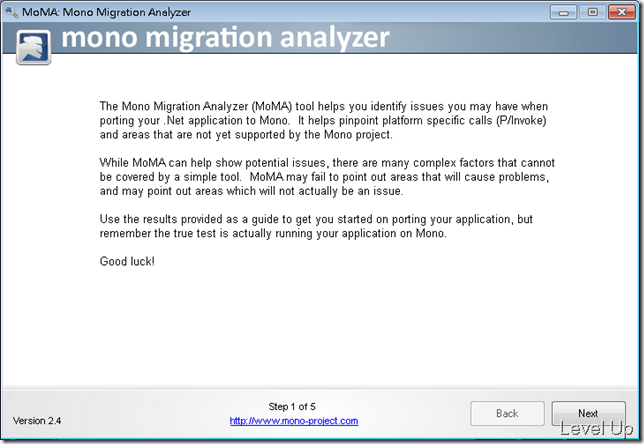 MoMA: Mono Migration Analyzer
mono migration analyzer
The Mono Migration Analyzer (MoMA) tool helps you identify issues you may have when
porting your .Net application to Mono.  It helps pinpoint platform specific calls (P/Invoke)
and areas that are not yet supported by the Mono project.
While MoMA can help show potential issues, there are many complex factors that cannot
be covered by a simple tool.  MoMA may fail to point out areas that will cause problems,
and may point out areas which will not actually be an issue.
Use the results provided as a guide to get you started on porting your application, but
remember the true test is actually running your application on Mono.
Good luck!
Version 2.4
Step 1 of 5
http://www.mono-project.com
Back
Next
Level Up